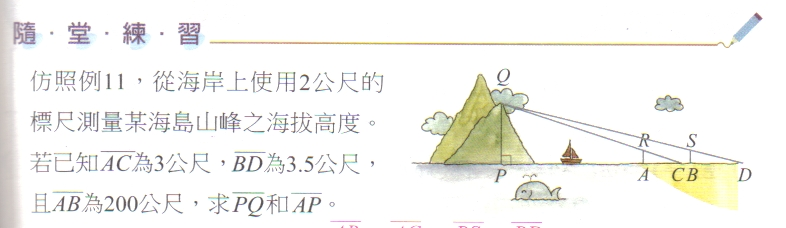 隨·堂·練·習
仿照例11，從海岸上使用2公尺的
標尺測量某海島山峰之海拔高度。
若已知AC為3公尺，BD為3.5公尺，
且AB為200公尺，求PQ和AP。
Q
R S
P A C B D